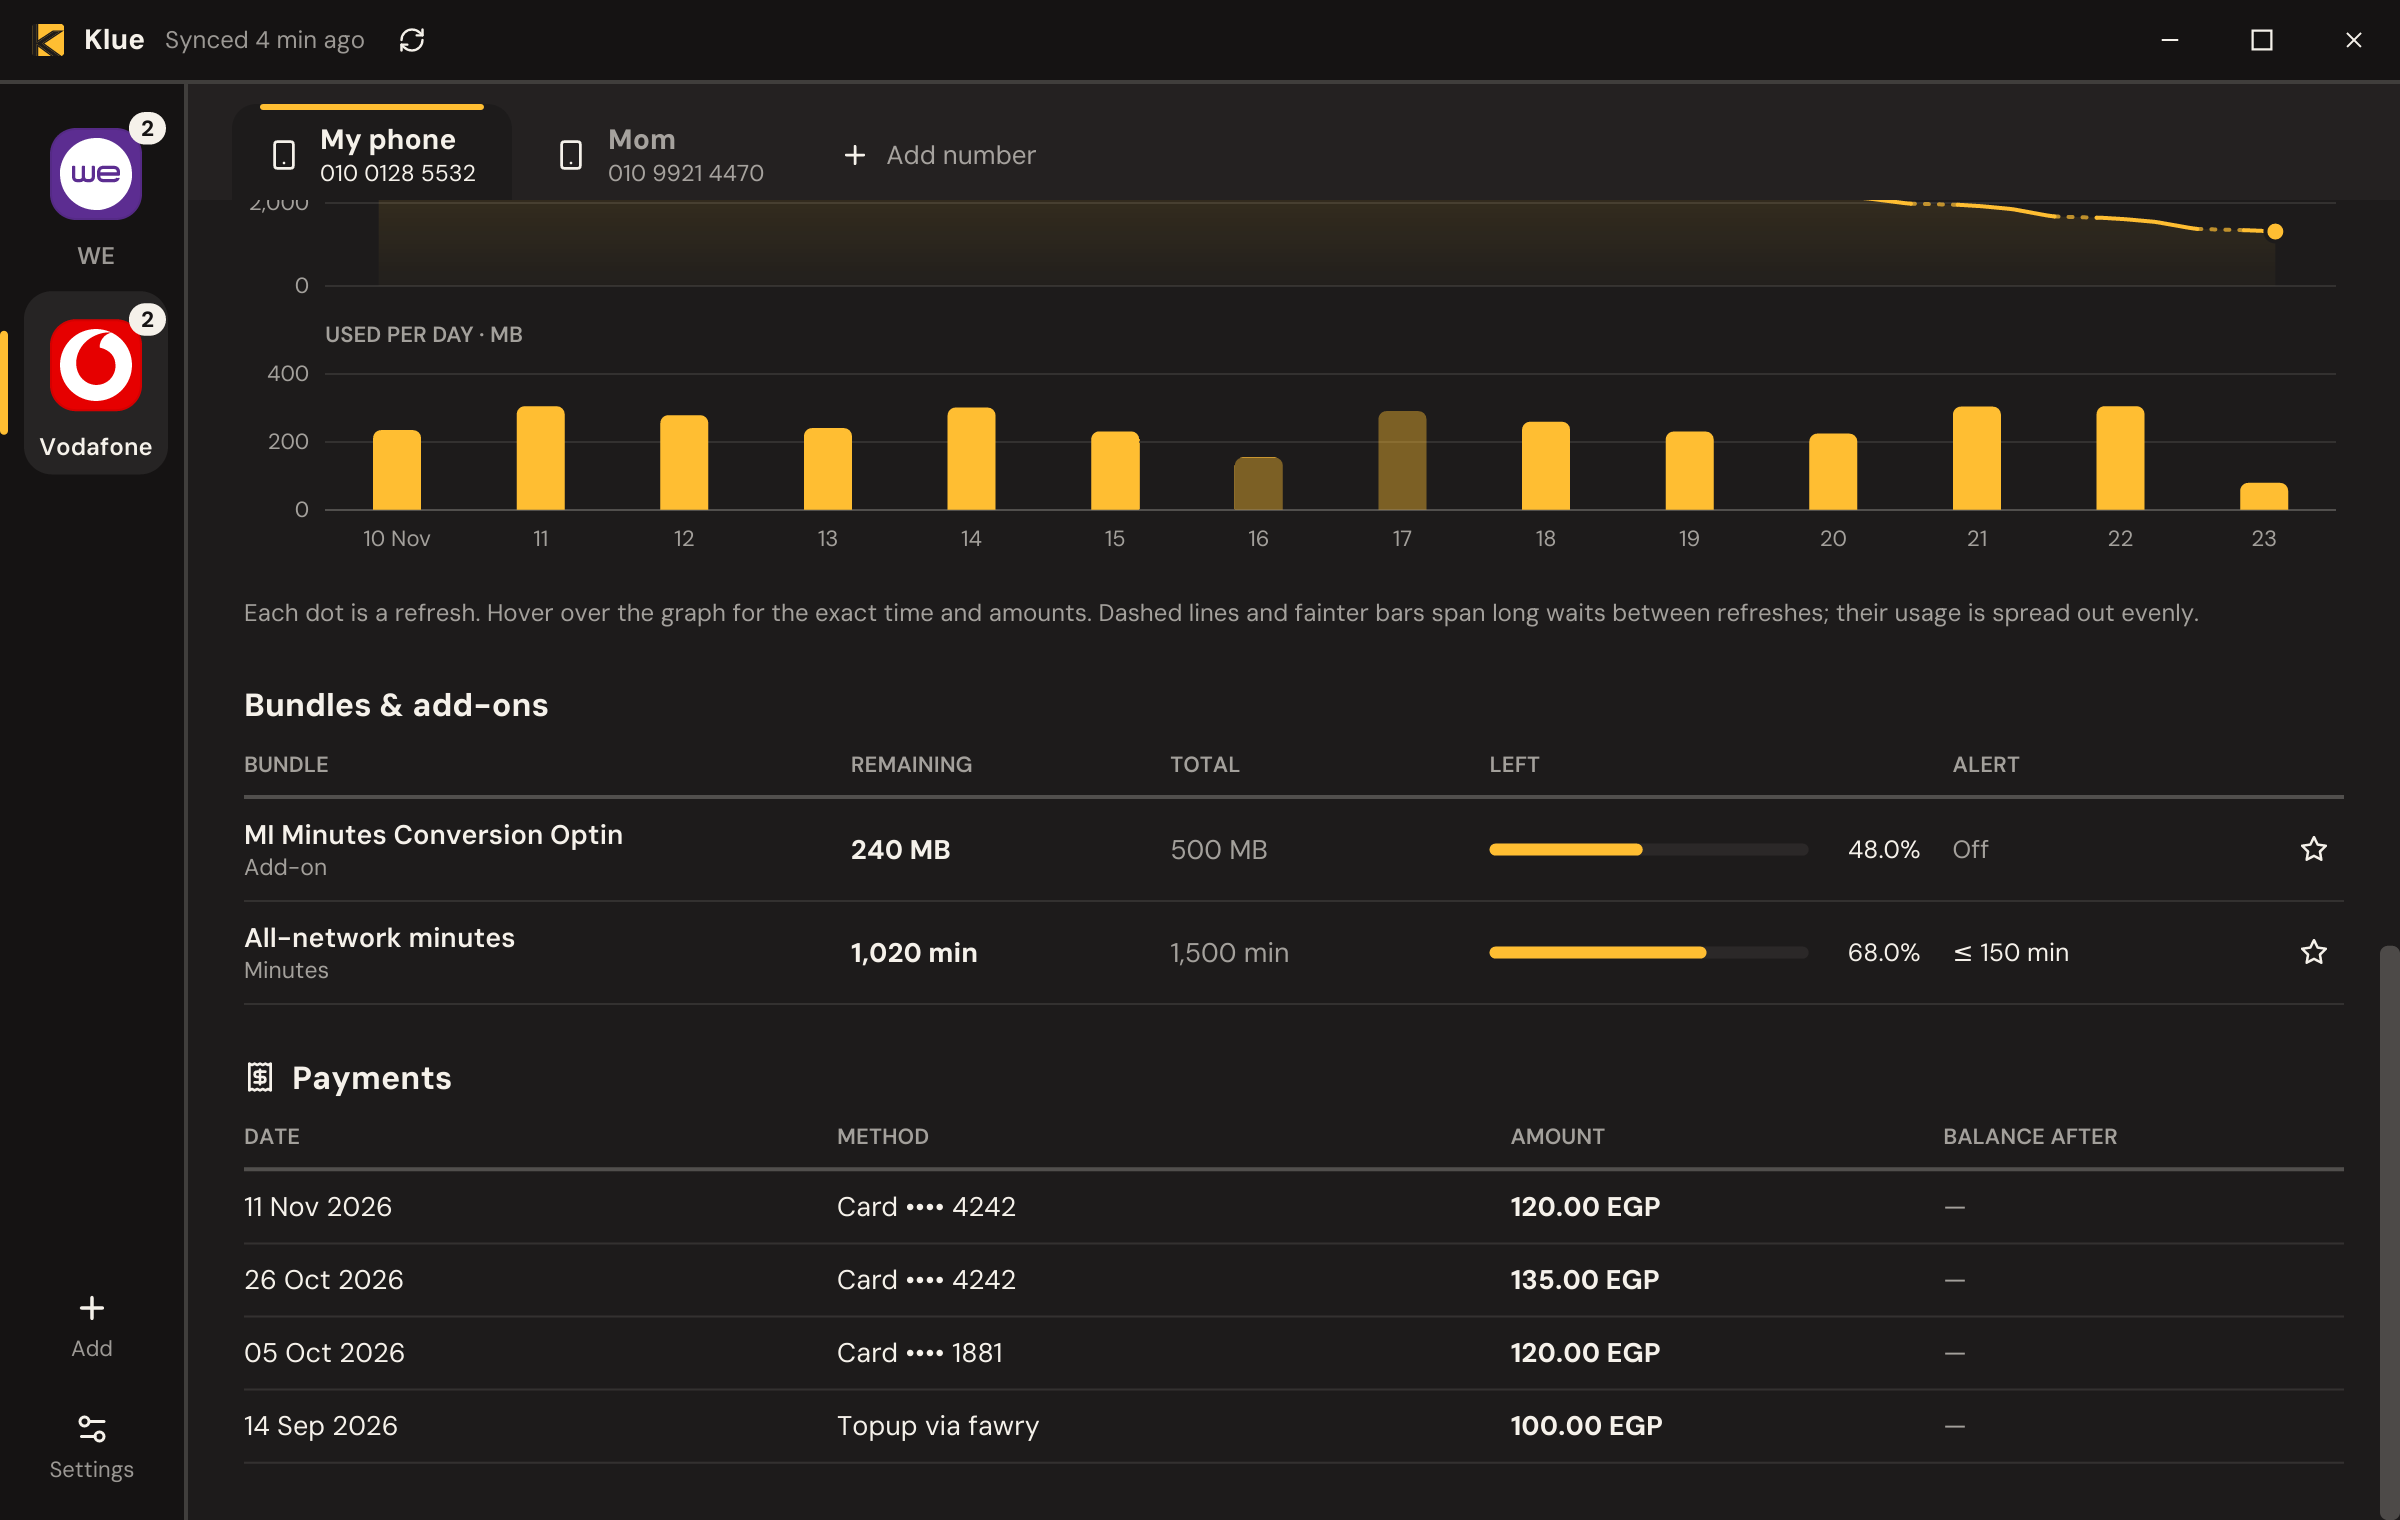 Klue Synced 4 min ago
2
we
WE
2
Vodafone
Add
Settings
My phone
010 0128 5532
Mom
010 9921 4470
Add number
2,000
0
USED PER DAY · MB
400
200
0
10 Nov 11 12 13 14 15 16 17 18 19 20 21 22 23
Each dot is a refresh. Hover over the graph for the exact time and amounts. Dashed lines and fainter bars span long waits between refreshes; their usage is spread out evenly.
Bundles & add-ons
BUNDLE REMAINING TOTAL LEFT ALERT
MI Minutes Conversion Optin
Add-on
240 MB 500 MB 48.0% Off
All-network minutes
Minutes
1,020 min 1,500 min 68.0% ≤ 150 min
Payments
DATE METHOD AMOUNT BALANCE AFTER
11 Nov 2026 Card •••• 4242 120.00 EGP —
26 Oct 2026 Card •••• 4242 135.00 EGP —
05 Oct 2026 Card •••• 1881 120.00 EGP —
14 Sep 2026 Topup via fawry 100.00 EGP —